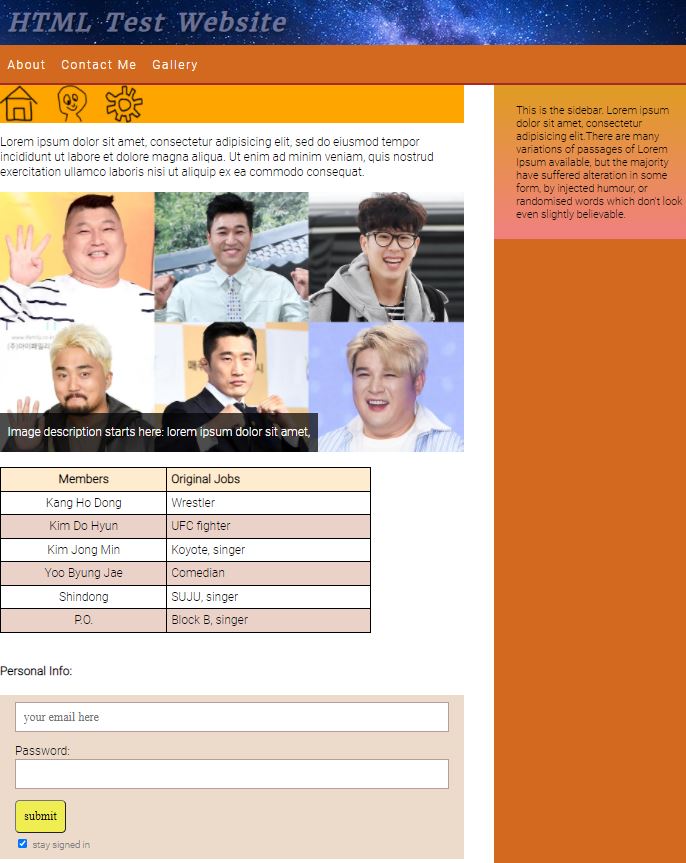 HTML Test Website
About Contact Me Gallery
Lorem ipsum dolor sit amet, consectetur adipisicing elit, sed do eiusmod tempor
incididunt ut labore et dolore magna aliqua. Ut enim ad minim veniam, quis nostrud
exercitation ullamco laboris nisi ut aliquip ex ea commodo consequat.
(주)아이패밀리
Image description starts here: lorem ipsum dolor sit amet,
Members Original Jobs
Kang Ho Dong Wrestler
Kim Do Hyun UFC fighter
Kim Jong Min Koyote, singer
Yoo Byung Jae Comedian
Shindong SUJU, singer
P.O. Block B, singer
Personal Info:
your email here
Password:
submit
stay signed in
This is the sidebar. Lorem ipsum
dolor sit amet, consectetur
adipisicing elit.There are many
variations of passages of Lorem
Ipsum available, but the majority
have suffered alteration in some
form, by injected humour, or
randomised words which don't look
even slightly believable.